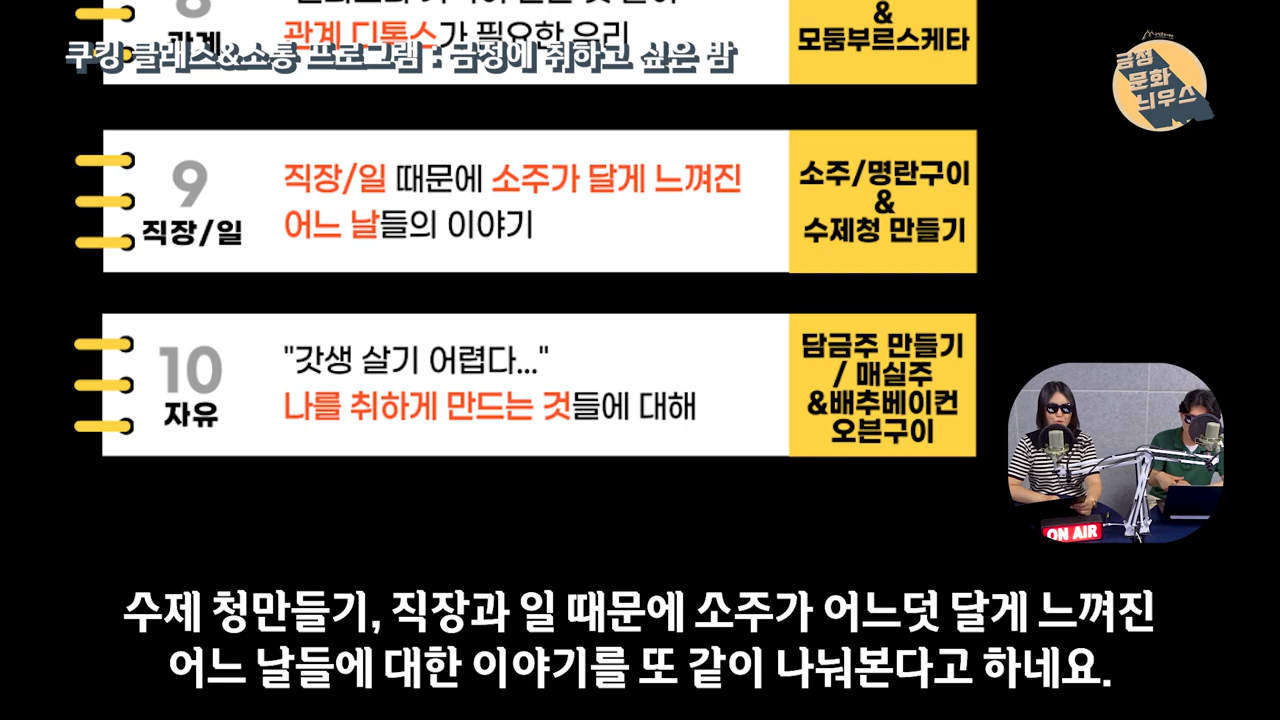 관계 디톡스가 필요한 우리
&
모둠부르스케타
쿠킹 클래스&소통 프로그램 : 금정에 취하고 싶은 밤
금정
문화
늬우스
9
직장/일
직장/일 때문에 소주가 달게 느껴진
어느 날들의 이야기
소주/명란구이
&
수제청 만들기
10
자유
"갓생 살기 어렵다..."
나를 취하게 만드는 것들에 대해
담금주 만들기
/ 매실주
&배추베이컨
오븐구이
ON AIR
수제 청만들기, 직장과 일 때문에 소주가 어느덧 달게 느껴진
어느 날들에 대한 이야기를 또 같이 나눠본다고 하네요.